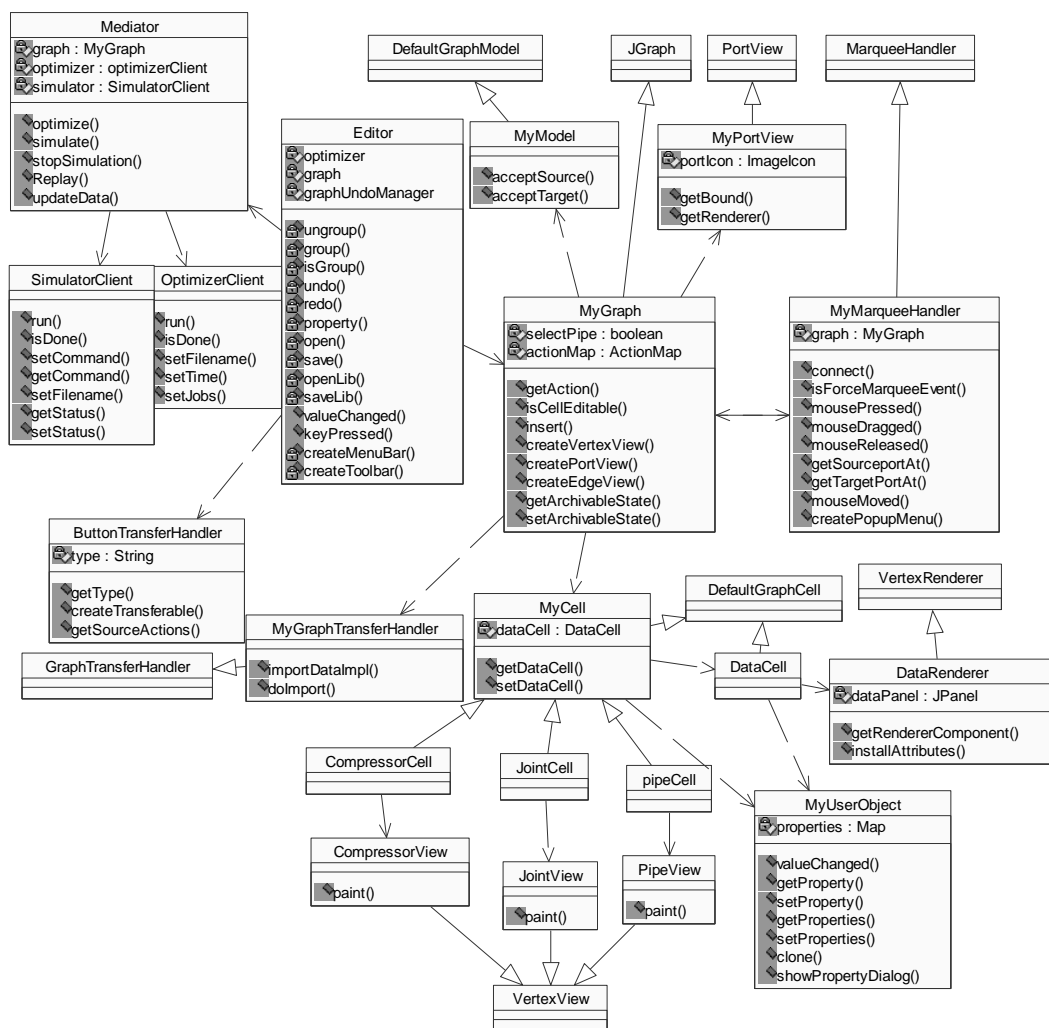 Mediator
graph : MyGraph
optimizer : optimizerClient
simulator : SimulatorClient
optimize()
simulate()
stopSimulation()
Replay()
updateData()
DefaultGraphModel
JGraph
PortView
MarqueeHandler
Editor
optimizer
graph
graphUndoManager
ungroup()
group()
isGroup()
undo()
redo()
property()
open()
save()
openLib()
saveLib()
valueChanged()
keyPressed()
createMenuBar()
createToolbar()
MyModel
acceptSource()
acceptTarget()
MyPortView
portIcon : ImageIcon
getBound()
getRenderer()
SimulatorClient
run()
isDone()
setCommand()
getCommand()
setFilename()
getStatus()
setStatus()
OptimizerClient
run()
isDone()
setFilename()
setTime()
setJobs()
MyGraph
selectPipe : boolean
actionMap : ActionMap
getAction()
isCellEditable()
insert()
createVertexView()
createPortView()
createEdgeView()
getArchivableState()
setArchivableState()
MyMarqueeHandler
graph : MyGraph
connect()
isForceMarqueeEvent()
mousePressed()
mouseDragged()
mouseReleased()
getSourceportAt()
getTargetPortAt()
mouseMoved()
createPopupMenu()
ButtonTransferHandler
type : String
getType()
createTransferable()
getSourceActions()
GraphTransferHandler
MyGraphTransferHandler
importDataImpl()
doImport()
MyCell
dataCell : DataCell
getDataCell()
setDataCell()
DefaultGraphCell
VertexRenderer
DataCell
DataRenderer
dataPanel : JPanel
getRendererComponent()
installAttributes()
CompressorCell
JointCell
pipeCell
MyUserObject
properties : Map
valueChanged()
getProperty()
setProperty()
getProperties()
setProperties()
clone()
showPropertyDialog()
CompressorView
paint()
JointView
paint()
PipeView
paint()
VertexView